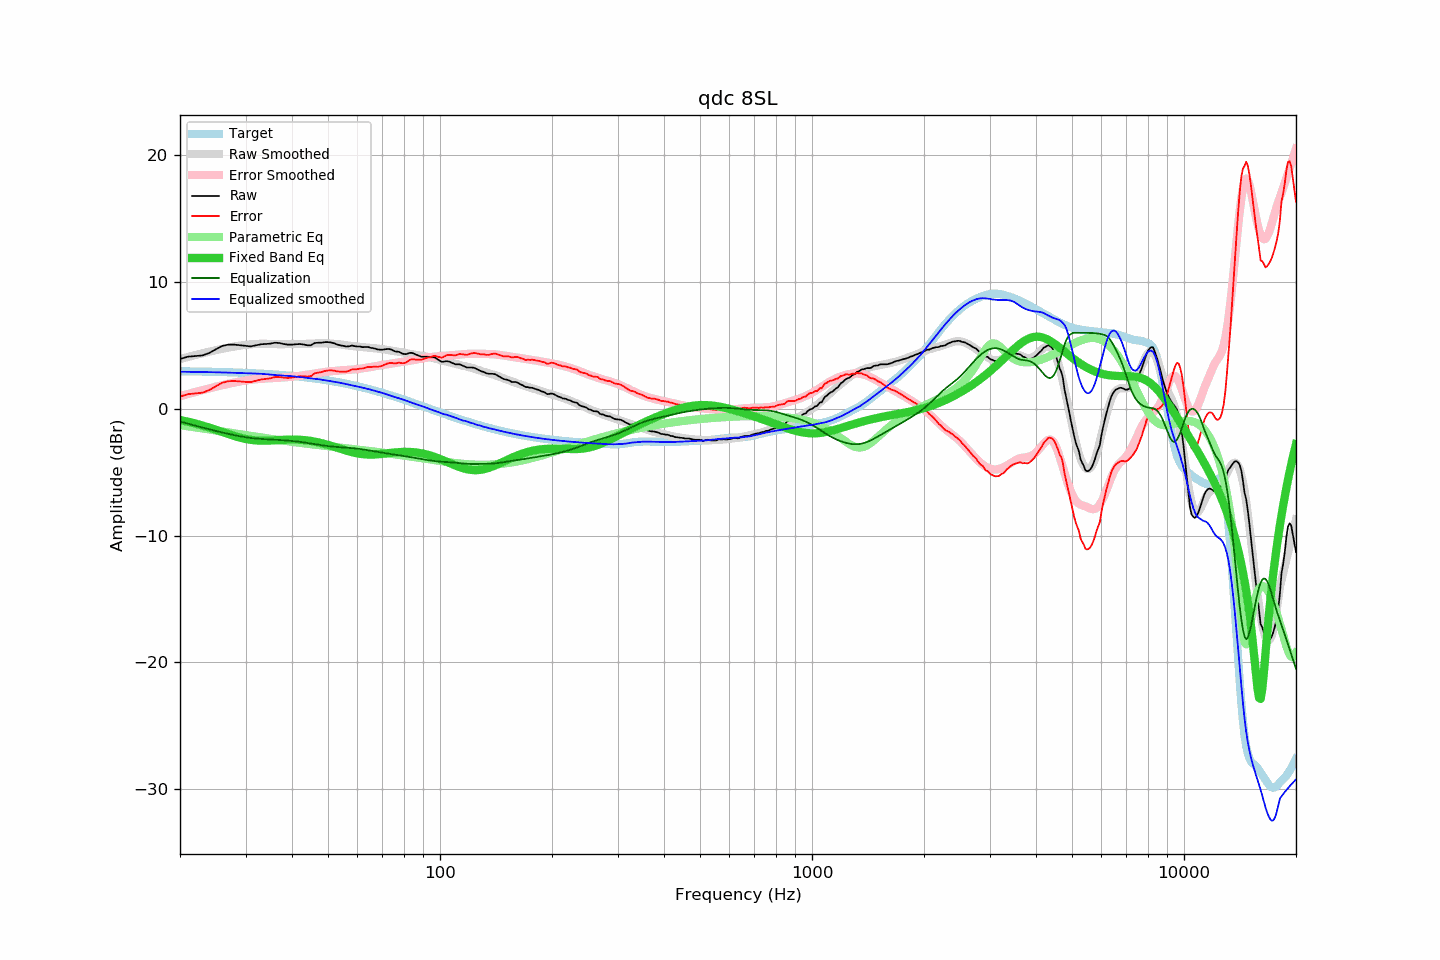 qdc 8SL
Target
Raw Smoothed
Error Smoothed
Raw
Error
Parametric Eq
Fixed Band Eq
Equalization
Equalized smoothed
20
10
0
−10
−20
−30
Amplitude (dBr)
100
1000
10000
Frequency (Hz)